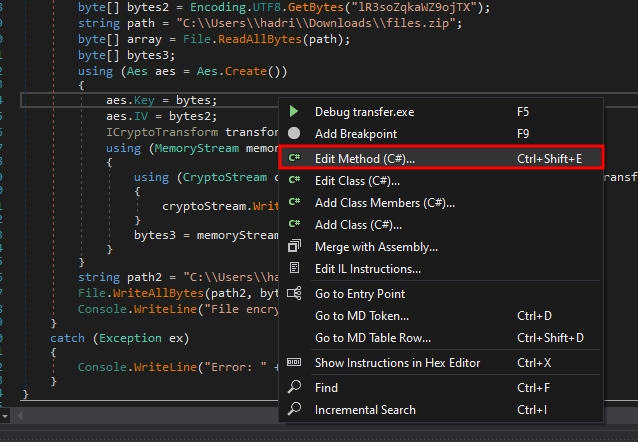 byte[] bytes2 = Encoding.UTF8.GetBytes("lR3soZqkaWZ9ojTX");
string path = "C:\\Users\\hadri\\Downloads\\files.zip";
byte[] array = File.ReadAllBytes(path);
byte[] bytes3;
using (Aes aes = Aes.Create())
{
aes.Key = bytes;
aes.IV = bytes2;
ICryptoTransform transfor
using (MemoryStream memor
{
using (CryptoStream c
transf
{
cryptoStream.Writ
}
bytes3 = memoryStream
}
}
string path2 = "C:\\Users\\hadr
File.WriteAllBytes(path2, byt
Console.WriteLine("File encry
}
catch (Exception ex)
{
Console.WriteLine("Error: " +
}
}
Debug transfer.exe F5
Add Breakpoint F9
C# Edit Method (C#)... Ctrl+Shift+E
C# Edit Class (C#)...
C# Add Class Members (C#)...
C# Add Class (C#)...
Merge with Assembly...
Edit IL Instructions...
Go to Entry Point
Go to MD Token... Ctrl+D
Go to MD Table Row... Ctrl+Shift+D
Show Instructions in Hex Editor Ctrl+X
Find Ctrl+F
Incremental Search Ctrl+I